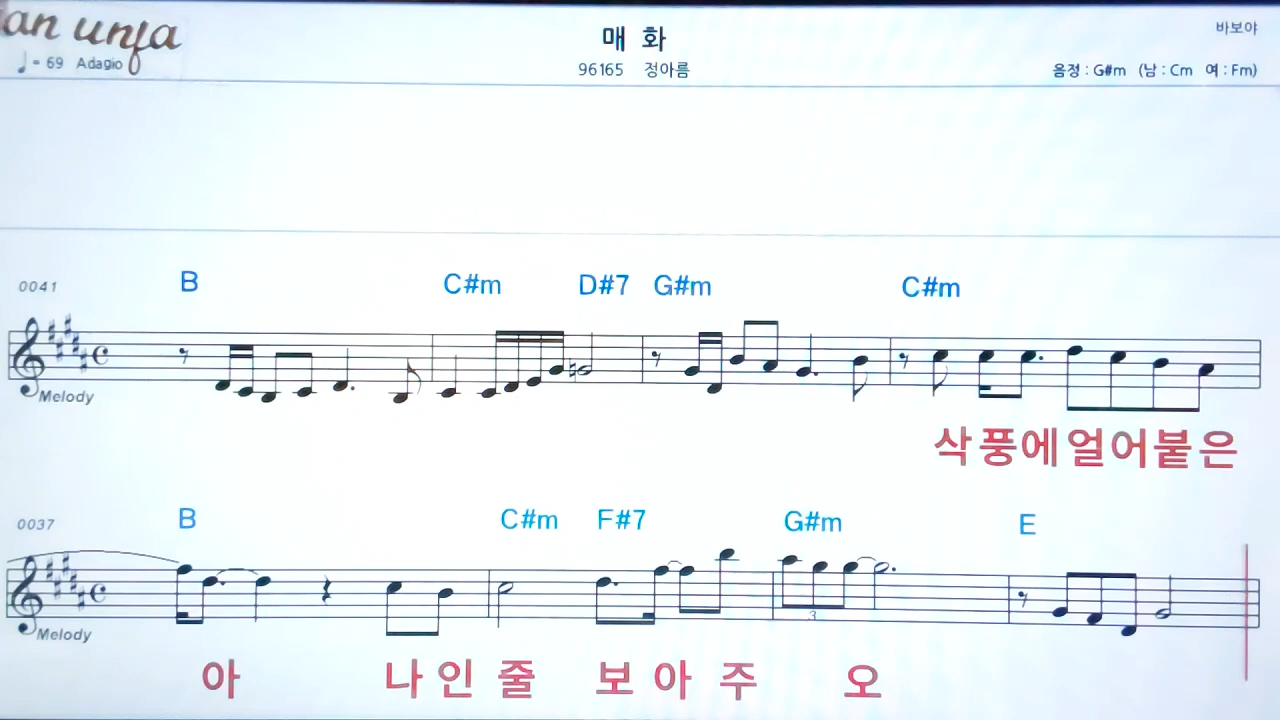 an unja
매 화
바보야
♩= 69 Adagio
96165 정아름
음정 : G#m (남 : Cm 여 : Fm)
0041 B C#m D#7 G#m C#m
Melody
삭풍에얼어붙은
0037 B C#m F#7 G#m E
3
Melody
아 나인줄 보아주 오